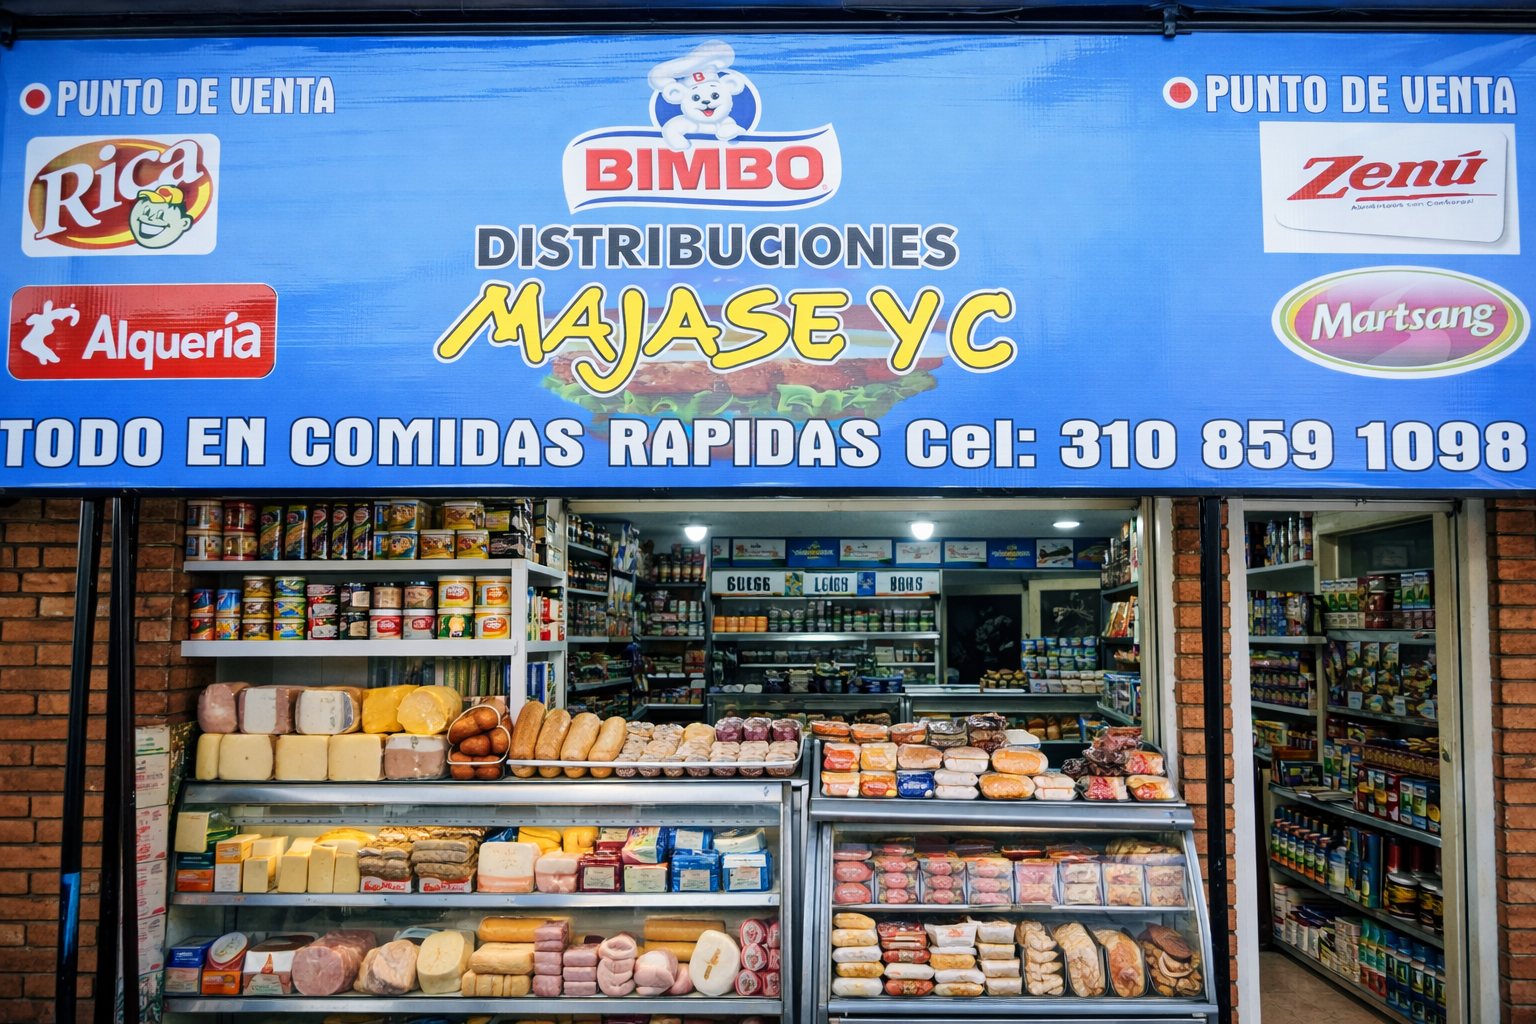 PUNTO DE VENTA
Rica
Alquería
BIMBO
DISTRIBUCIONES
MAJASE Y C
PUNTO DE VENTA
Zenú
Martsang
TODO EN COMIDAS RAPIDAS Cel: 310 859 1098